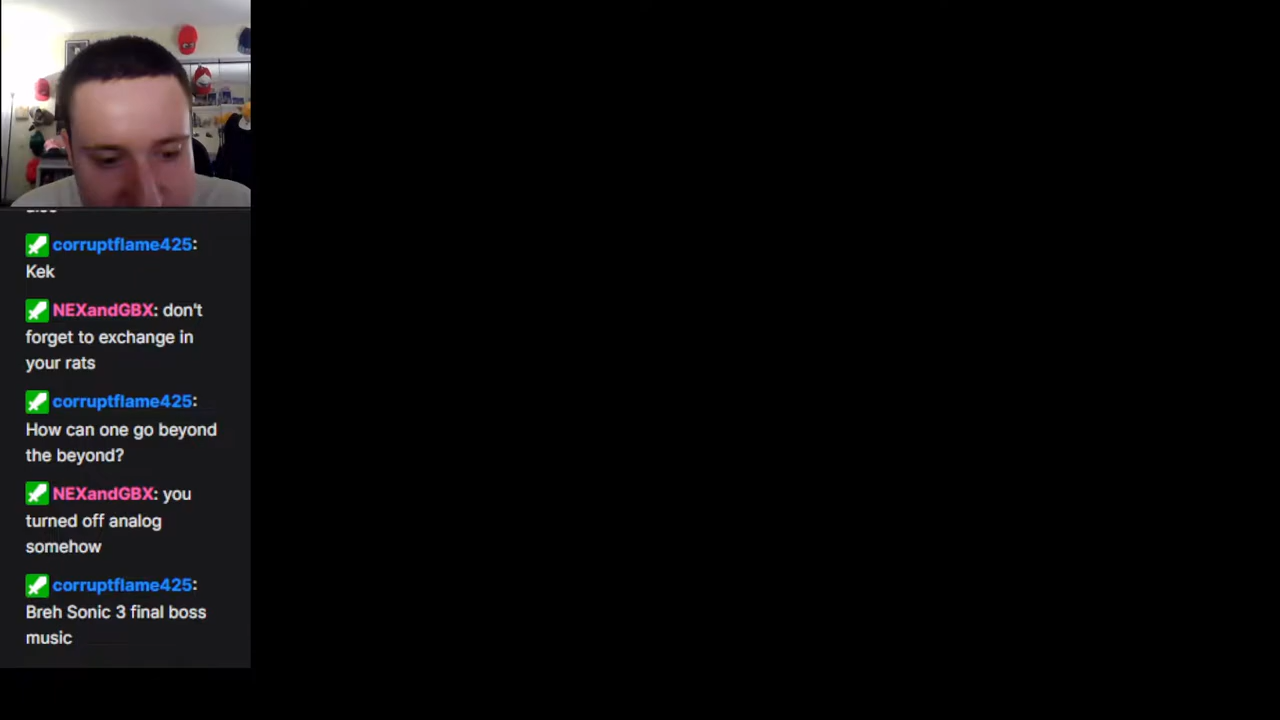 corruptflame425:
Kek
NEXandGBX: don't
forget to exchange in
your rats
corruptflame425:
How can one go beyond
the beyond?
NEXandGBX: you
turned off analog
somehow
corruptflame425:
Breh Sonic 3 final boss
music